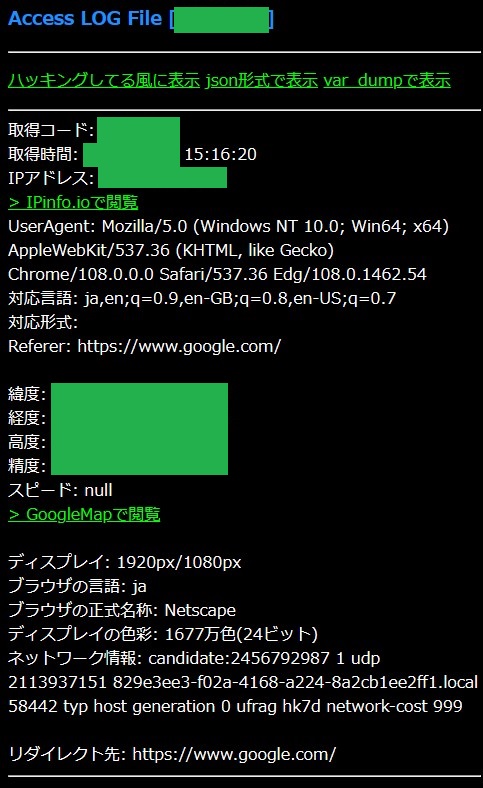 Access LOG File [ ]
ハッキングしてる風に表示 json形式で表示 var_dumpで表示
取得コード:
取得時間: 15:16:20
IPアドレス:
> IPinfo.ioで閲覧
UserAgent: Mozilla/5.0 (Windows NT 10.0; Win64; x64)
AppleWebKit/537.36 (KHTML, like Gecko)
Chrome/108.0.0.0 Safari/537.36 Edg/108.0.1462.54
対応言語: ja,en;q=0.9,en-GB;q=0.8,en-US;q=0.7
対応形式:
Referer: https://www.google.com/
緯度:
経度:
高度:
精度:
スピード: null
> GoogleMapで閲覧
ディスプレイ: 1920px/1080px
ブラウザの言語: ja
ブラウザの正式名称: Netscape
ディスプレイの色彩: 1677万色(24ビット)
ネットワーク情報: candidate:2456792987 1 udp
2113937151 829e3ee3-f02a-4168-a224-8a2cb1ee2ff1.local
58442 typ host generation 0 ufrag hk7d network-cost 999
リダイレクト先: https://www.google.com/